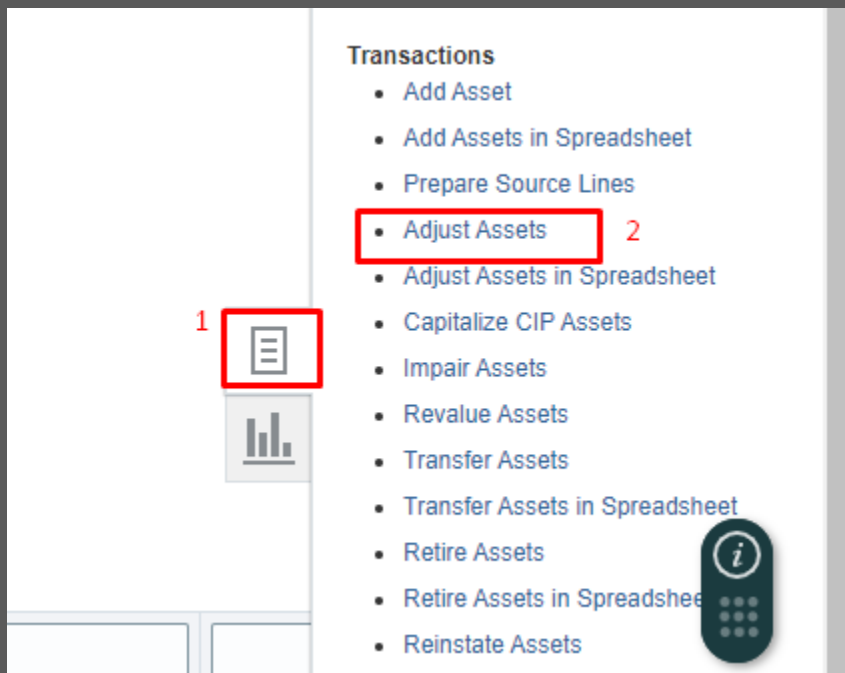 Transactions
• Add Asset
• Add Assets in Spreadsheet
• Prepare Source Lines
• Adjust Assets 2
• Adjust Assets in Spreadsheet
1
• Capitalize CIP Assets
• Impair Assets
• Revalue Assets
• Transfer Assets
• Transfer Assets in Spreadsheet
• Retire Assets
i
• Retire Assets in Spreadshee
• Reinstate Assets